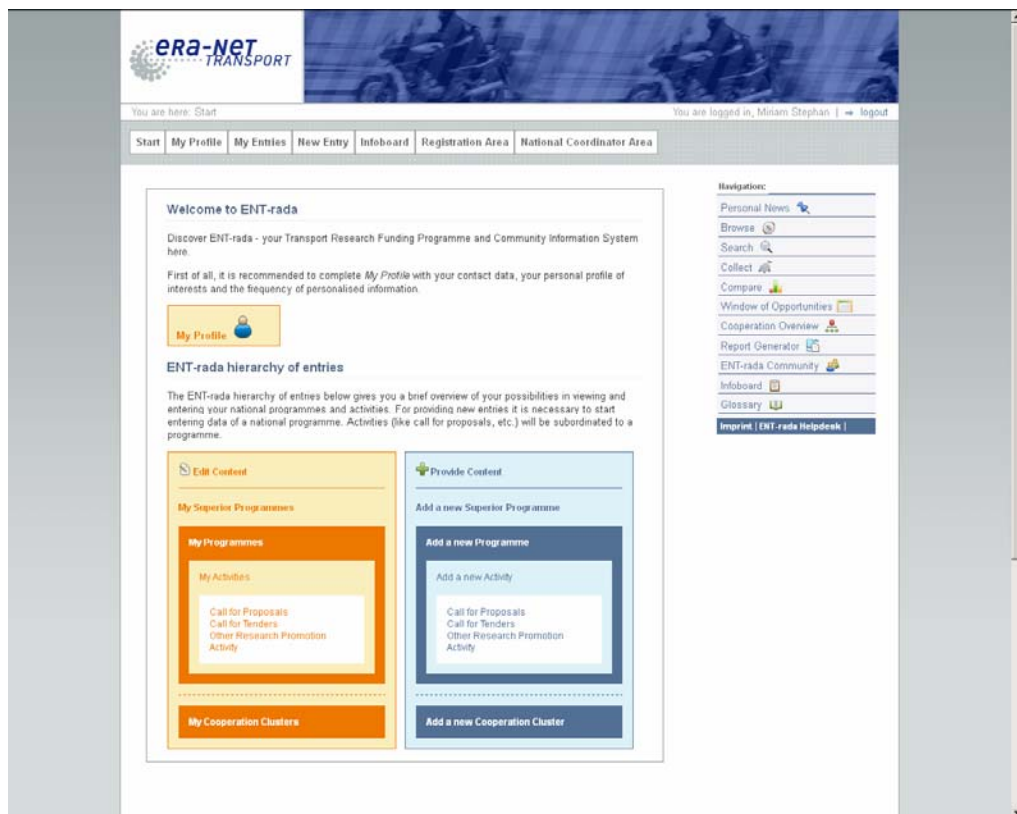 eRa-NeT
TRANSPORT
You are here: Start
You are logged in, Miriam Stephan | ⇒ logout
Start My Profile My Entries New Entry Infoboard Registration Area National Coordinator Area
Welcome to ENT-rada
Discover ENT-rada - your Transport Research Funding Programme and Community Information System
here.
First of all, it is recommended to complete My Profile with your contact data, your personal profile of
interests and the frequency of personalised information.
My Profile
ENT-rada hierarchy of entries
The ENT-rada hierarchy of entries below gives you a brief overview of your possibilities in viewing and
entering your national programmes and activities. For providing new entries it is necessary to start
entering data of a national programme. Activities (like call for proposals, etc.) will be subordinated to a
programme.
Edit Content
My Superior Programmes
My Programmes
My Activities
Call for Proposals
Call for Tenders
Other Research Promotion
Activity
My Cooperation Clusters
Provide Content
Add a new Superior Programme
Add a new Programme
Add a new Activity
Call for Proposals
Call for Tenders
Other Research Promotion
Activity
Add a new Cooperation Cluster
Navigation:
Personal News
Browse
Search
Collect
Compare
Window of Opportunities
Cooperation Overview
Report Generator
ENT-rada Community
Infoboard
Glossary
Imprint | ENT-rada Helpdesk |